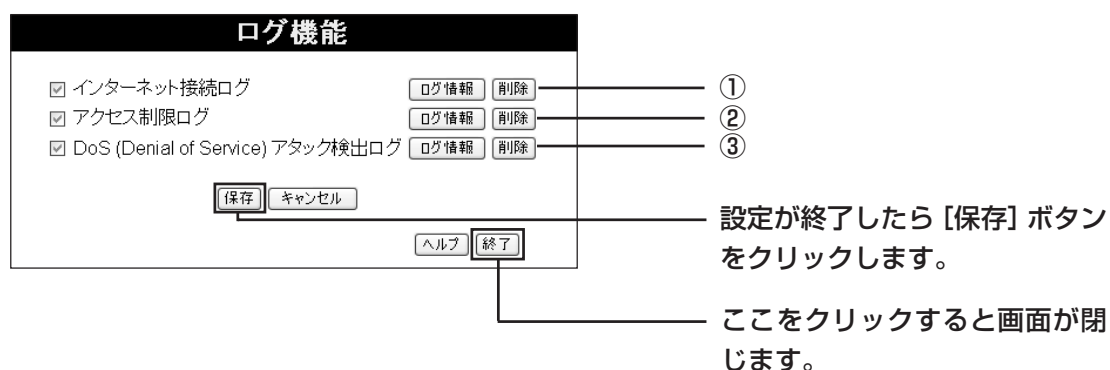 ログ機能
インターネット接続ログ ログ情報 削除 ①
アクセス制限ログ ログ情報 削除 ②
DoS (Denial of Service) アタック検出ログ ログ情報 削除 ③
保存 キャンセル
設定が終了したら [保存] ボタン
をクリックします。
ヘルプ 終了
ここをクリックすると画面が閉
じます。